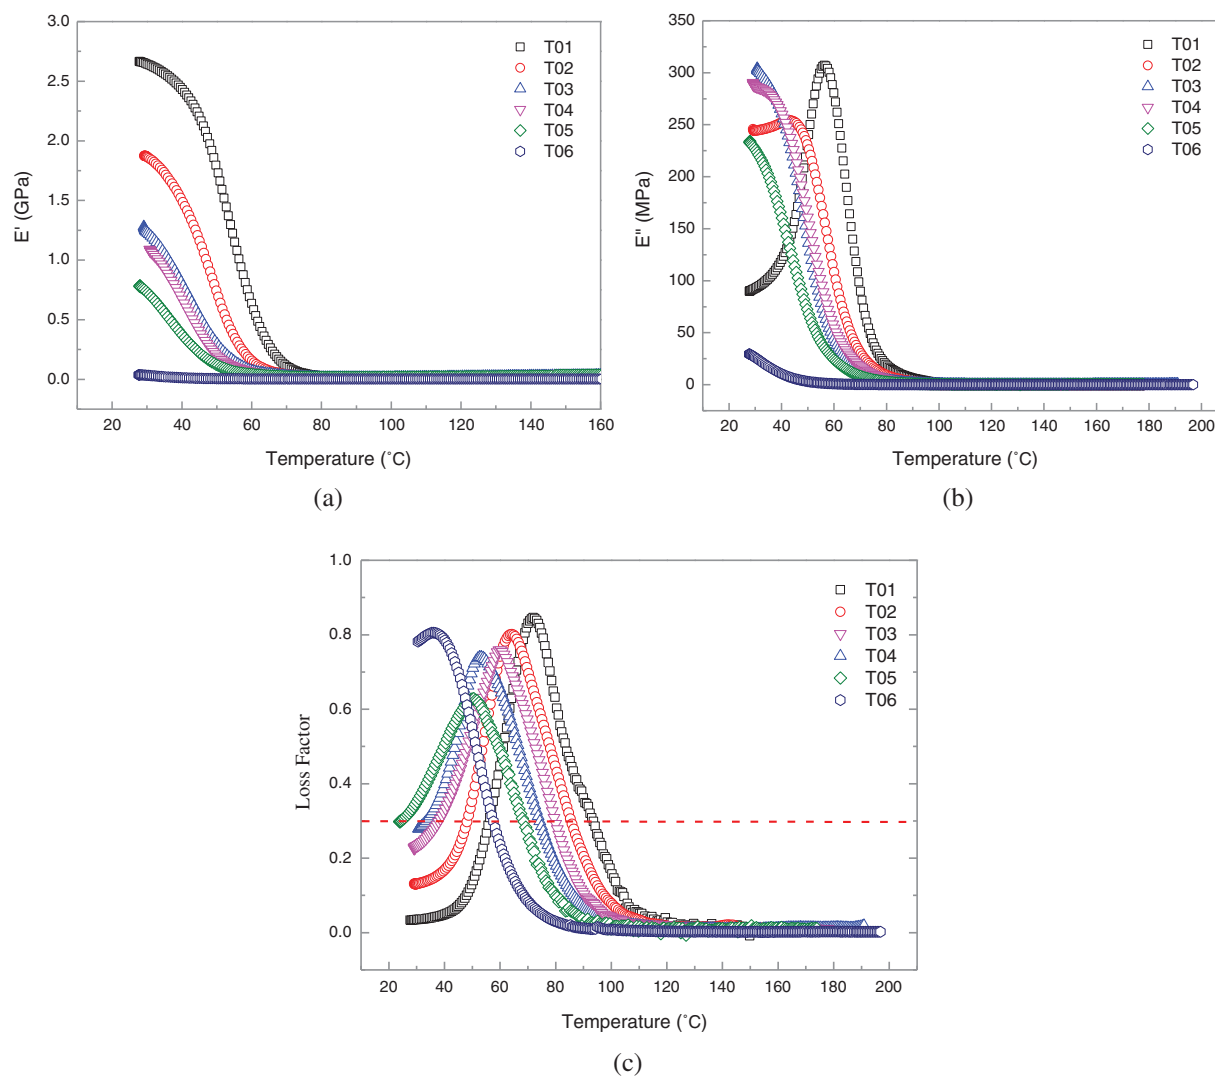 3.0
2.5
2.0
1.5
1.0
0.5
0.0
E' (GPa)
T01
T02
T03
T04
T05
T06
20 40 60 80 100 120 140 160
Temperature (˚C)
(a)
350
300
250
200
150
100
50
0
E" (MPa)
T01
T02
T03
T04
T05
T06
20 40 60 80 100 120 140 160 180 200
Temperature (˚C)
(b)
1.0
0.8
0.6
0.4
0.2
0.0
Loss Factor
T01
T02
T03
T04
T05
T06
20 40 60 80 100 120 140 160 180 200
Temperature (˚C)
(c)